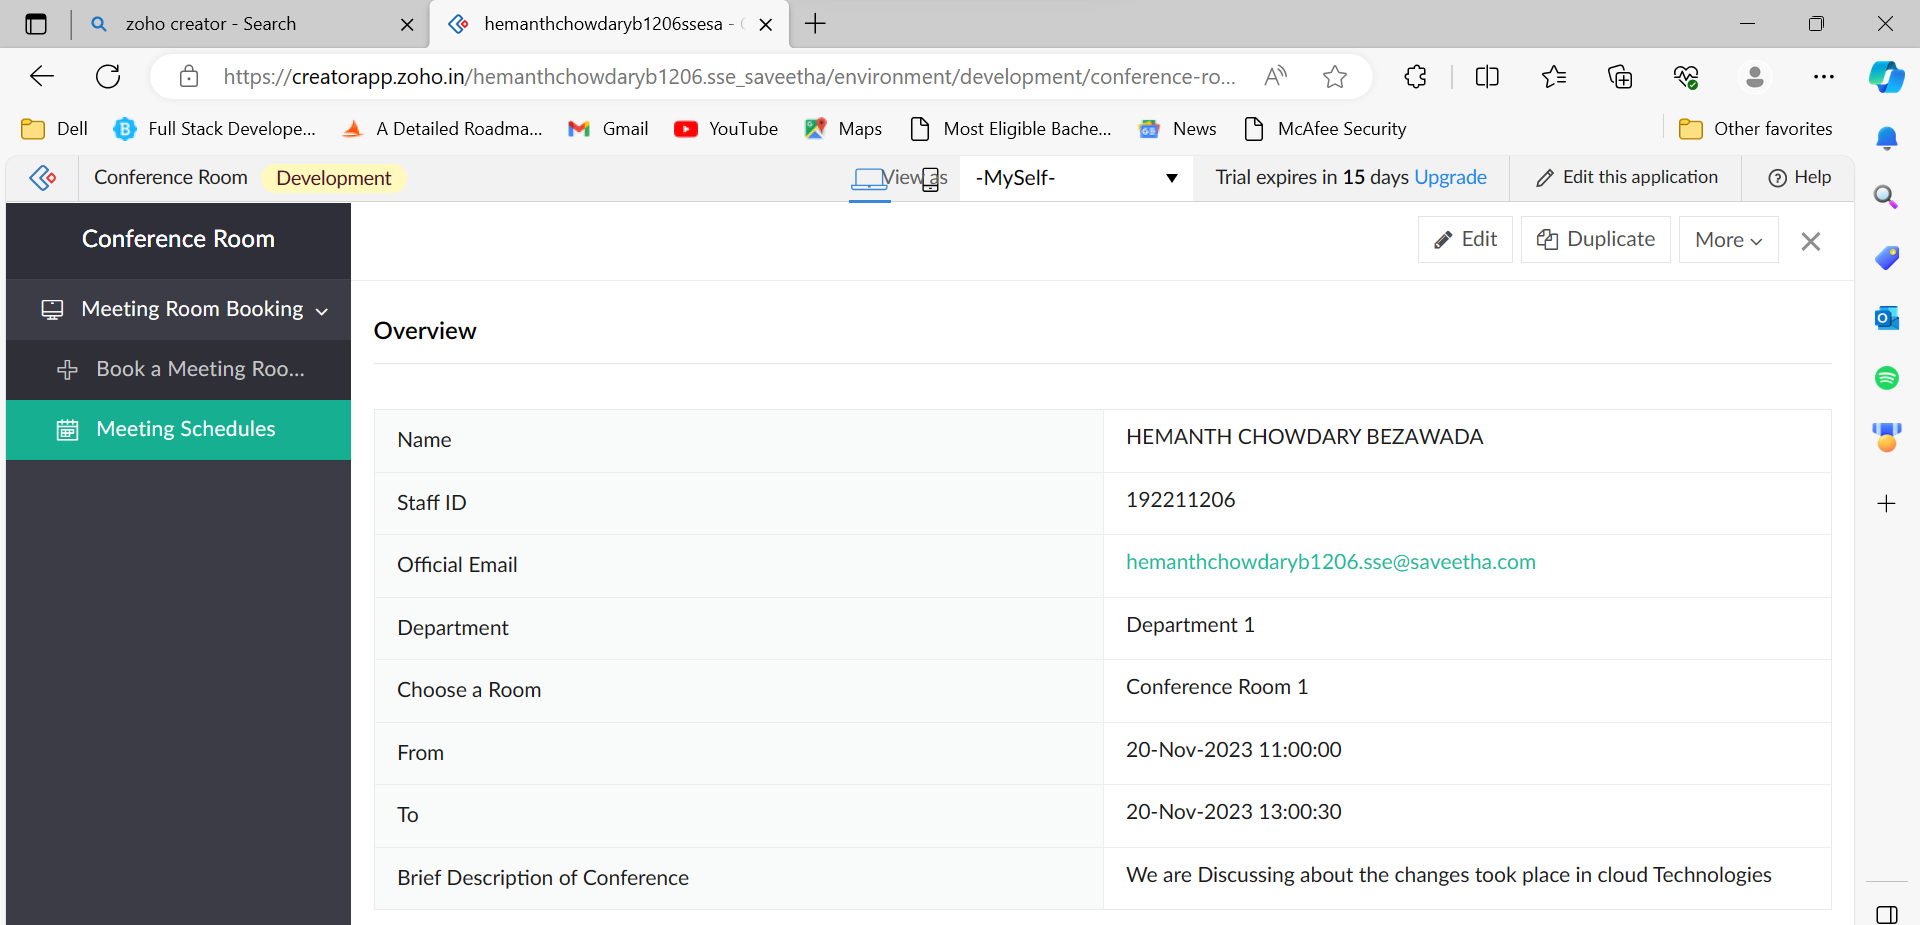 zoho creator - Search
hemanthchowdaryb1206ssesa -
https://creatorapp.zoho.in/hemanthchowdaryb1206.sse_saveetha/environment/development/conference-ro...
Dell Full Stack Develope... A Detailed Roadma... Gmail YouTube Maps Most Eligible Bache... News McAfee Security Other favorites
Conference Room Development View as -MySelf- Trial expires in 15 days Upgrade Edit this application Help
Conference Room
Edit Duplicate More
Meeting Room Booking
Book a Meeting Roo...
Meeting Schedules
Overview
Name HEMANTH CHOWDARY BEZAWADA
Staff ID 192211206
Official Email hemanthchowdaryb1206.sse@saveetha.com
Department Department 1
Choose a Room Conference Room 1
From 20-Nov-2023 11:00:00
To 20-Nov-2023 13:00:30
Brief Description of Conference We are Discussing about the changes took place in cloud Technologies